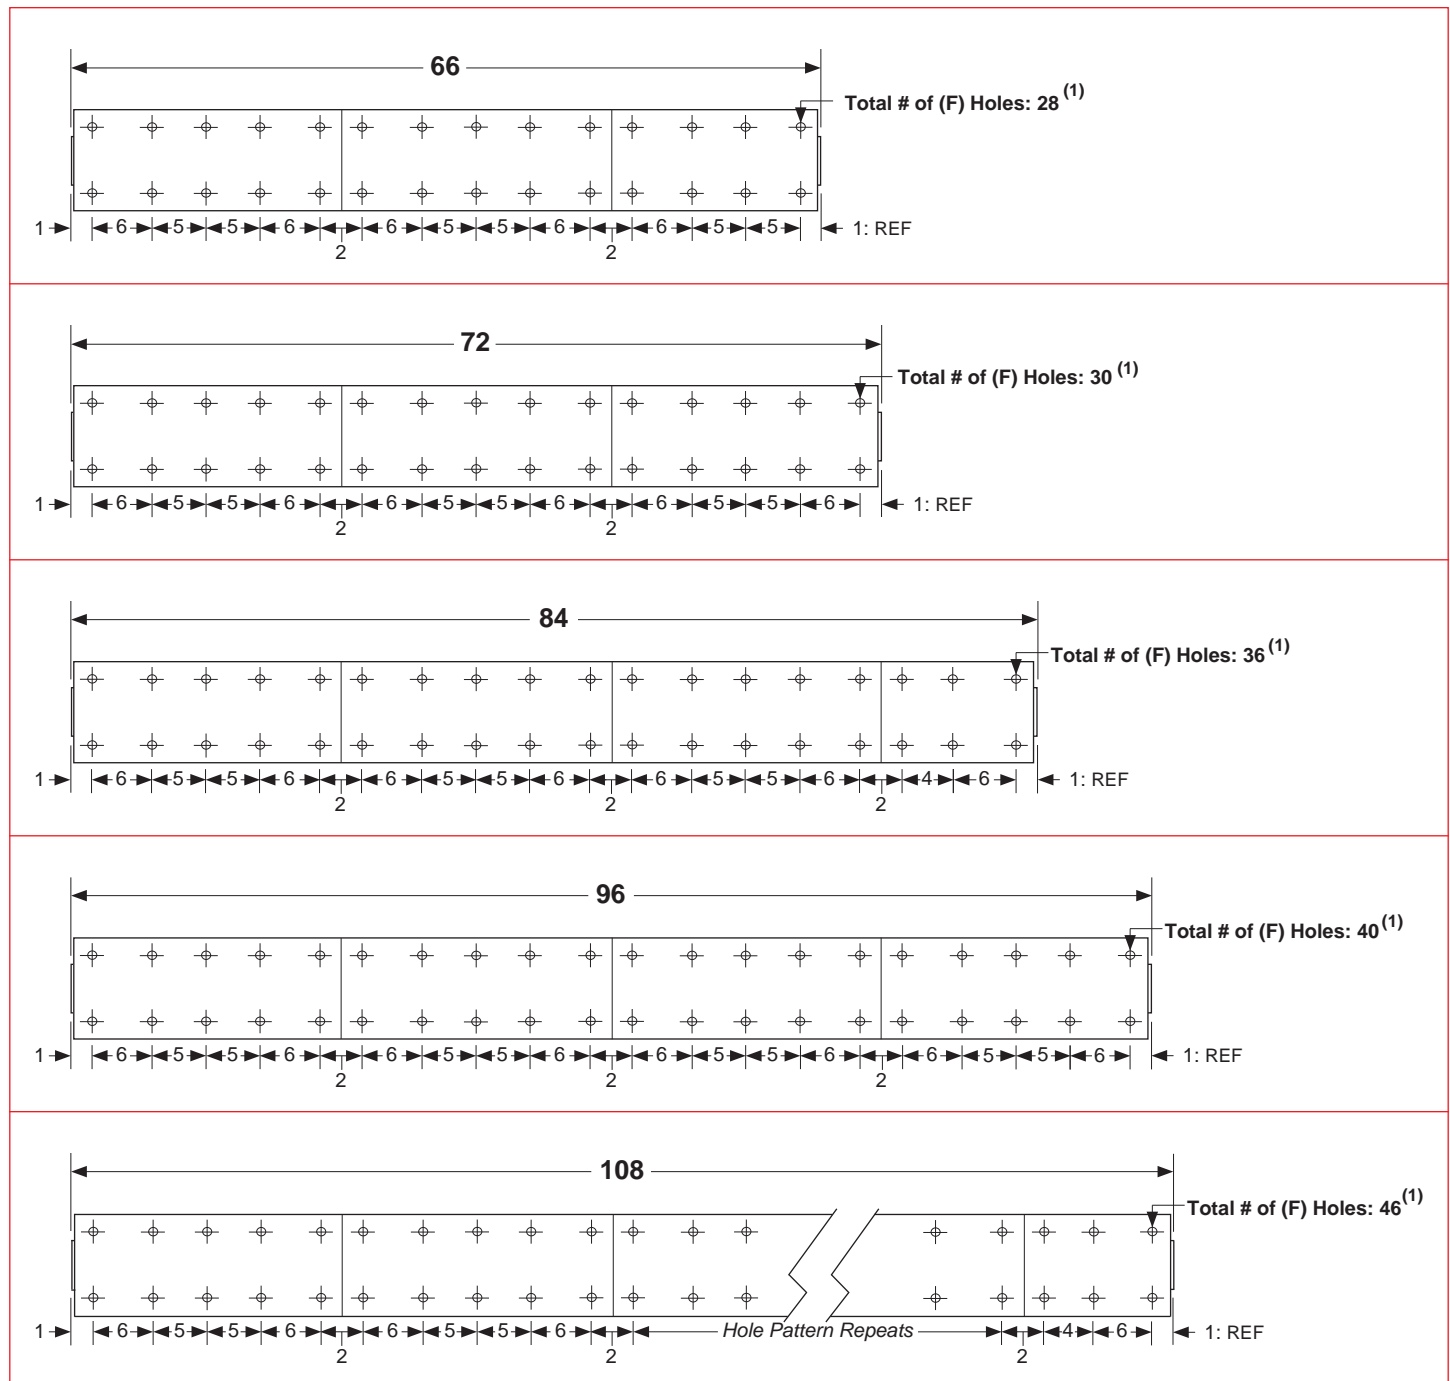 66
Total # of (F) Holes: 28 (1)
1 6 5 5 6 6 5 5 6 6 5 5 1: REF
2 2
72
Total # of (F) Holes: 30 (1)
1 6 5 5 6 6 5 5 6 6 5 5 6 1: REF
2 2
84
Total # of (F) Holes: 36 (1)
1 6 5 5 6 6 5 5 6 6 5 5 6 4 6 1: REF
2 2 2
96
Total # of (F) Holes: 40 (1)
1 6 5 5 6 6 5 5 6 6 5 5 6 6 5 5 6 1: REF
2 2 2
108
Total # of (F) Holes: 46 (1)
1 6 5 5 6 6 5 5 6 Hole Pattern Repeats 4 6 1: REF
2 2 2